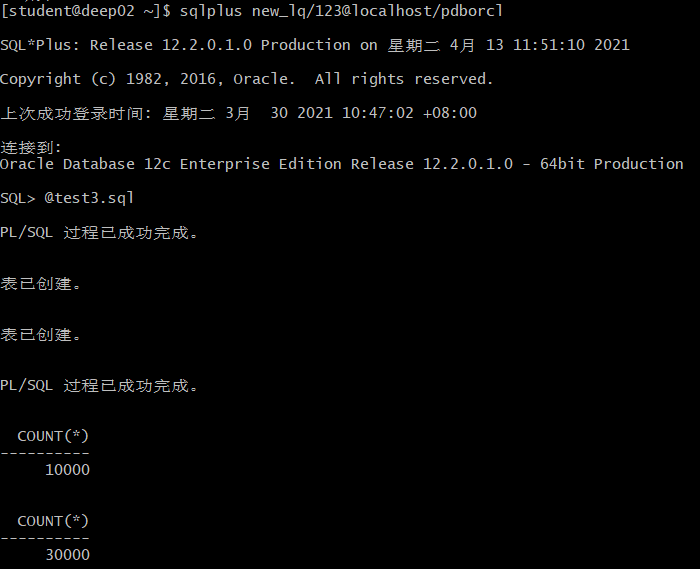 [student@deep02 ~]$ sqlplus new_lq/123@localhost/pdborcl
SQL*Plus: Release 12.2.0.1.0 Production on 星期二 4月 13 11:51:10 2021
Copyright (c) 1982, 2016, Oracle.  All rights reserved.
上次成功登录时间: 星期二 3月  30 2021 10:47:02 +08:00
连接到:
Oracle Database 12c Enterprise Edition Release 12.2.0.1.0 - 64bit Production
SQL> @test3.sql
PL/SQL 过程已成功完成。
表已创建。
表已创建。
PL/SQL 过程已成功完成。
COUNT(*)
----------
10000
COUNT(*)
----------
30000